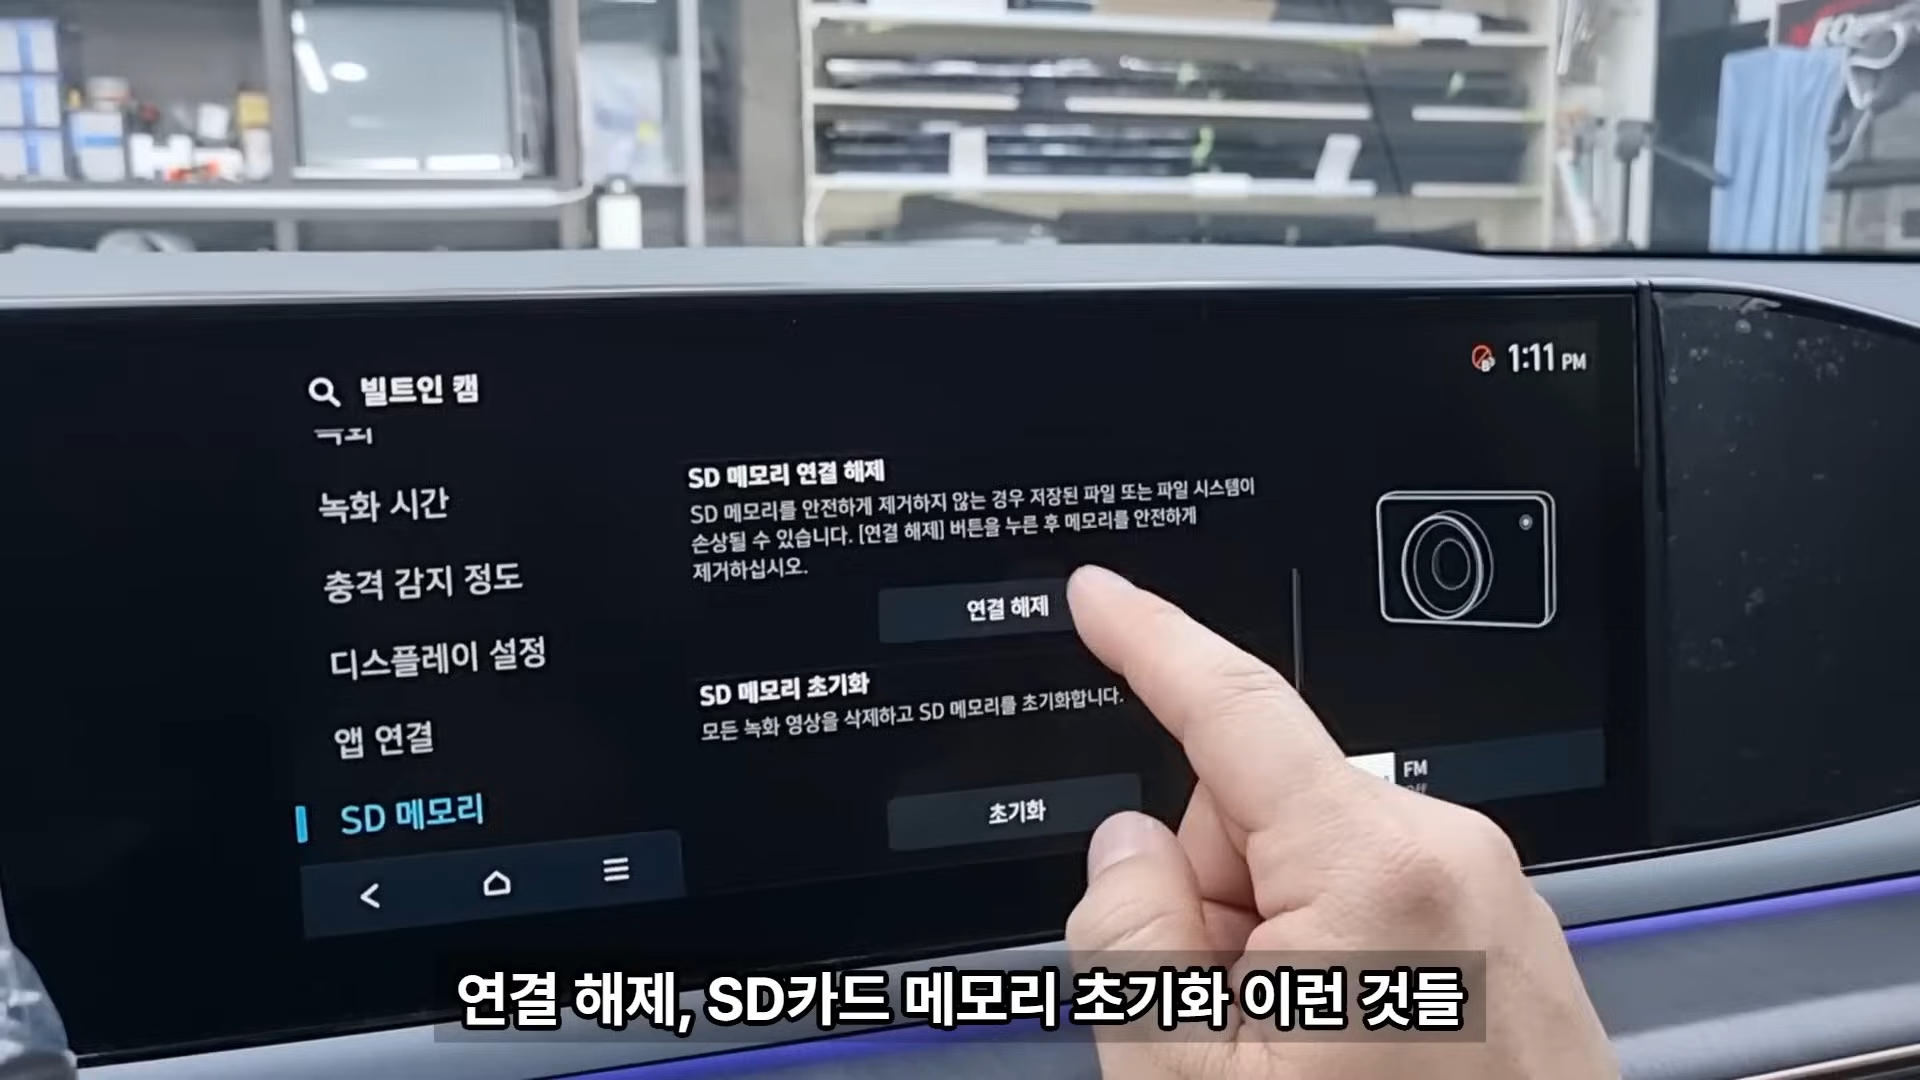 1:11 PM
빌트인 캠
녹화
녹화 시간
충격 감지 정도
디스플레이 설정
앱 연결
SD 메모리
SD 메모리 연결 해제
SD 메모리를 안전하게 제거하지 않는 경우 저장된 파일 또는 파일 시스템이
손상될 수 있습니다. [연결 해제] 버튼을 누른 후 메모리를 안전하게
제거하십시오.
연결 해제
SD 메모리 초기화
모든 녹화 영상을 삭제하고 SD 메모리를 초기화합니다.
초기화
FM
연결 해제, SD카드 메모리 초기화 이런 것들